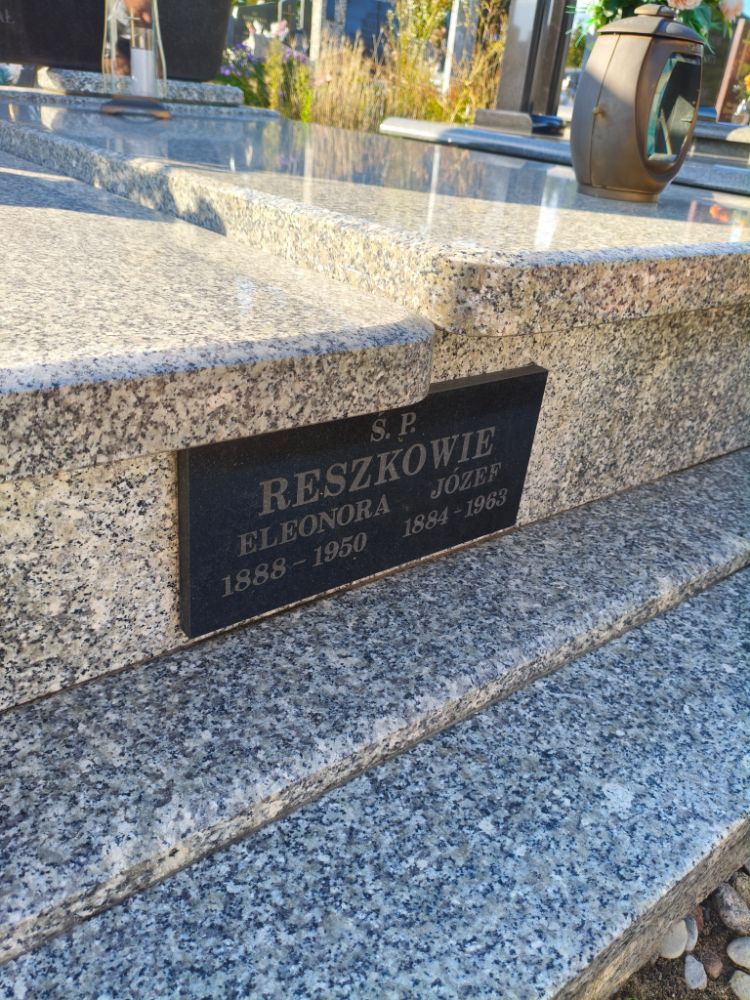 Ś. P.
RESZKOWIE
ELEONORA JÓZEF
1888 - 1950 1884 - 1963